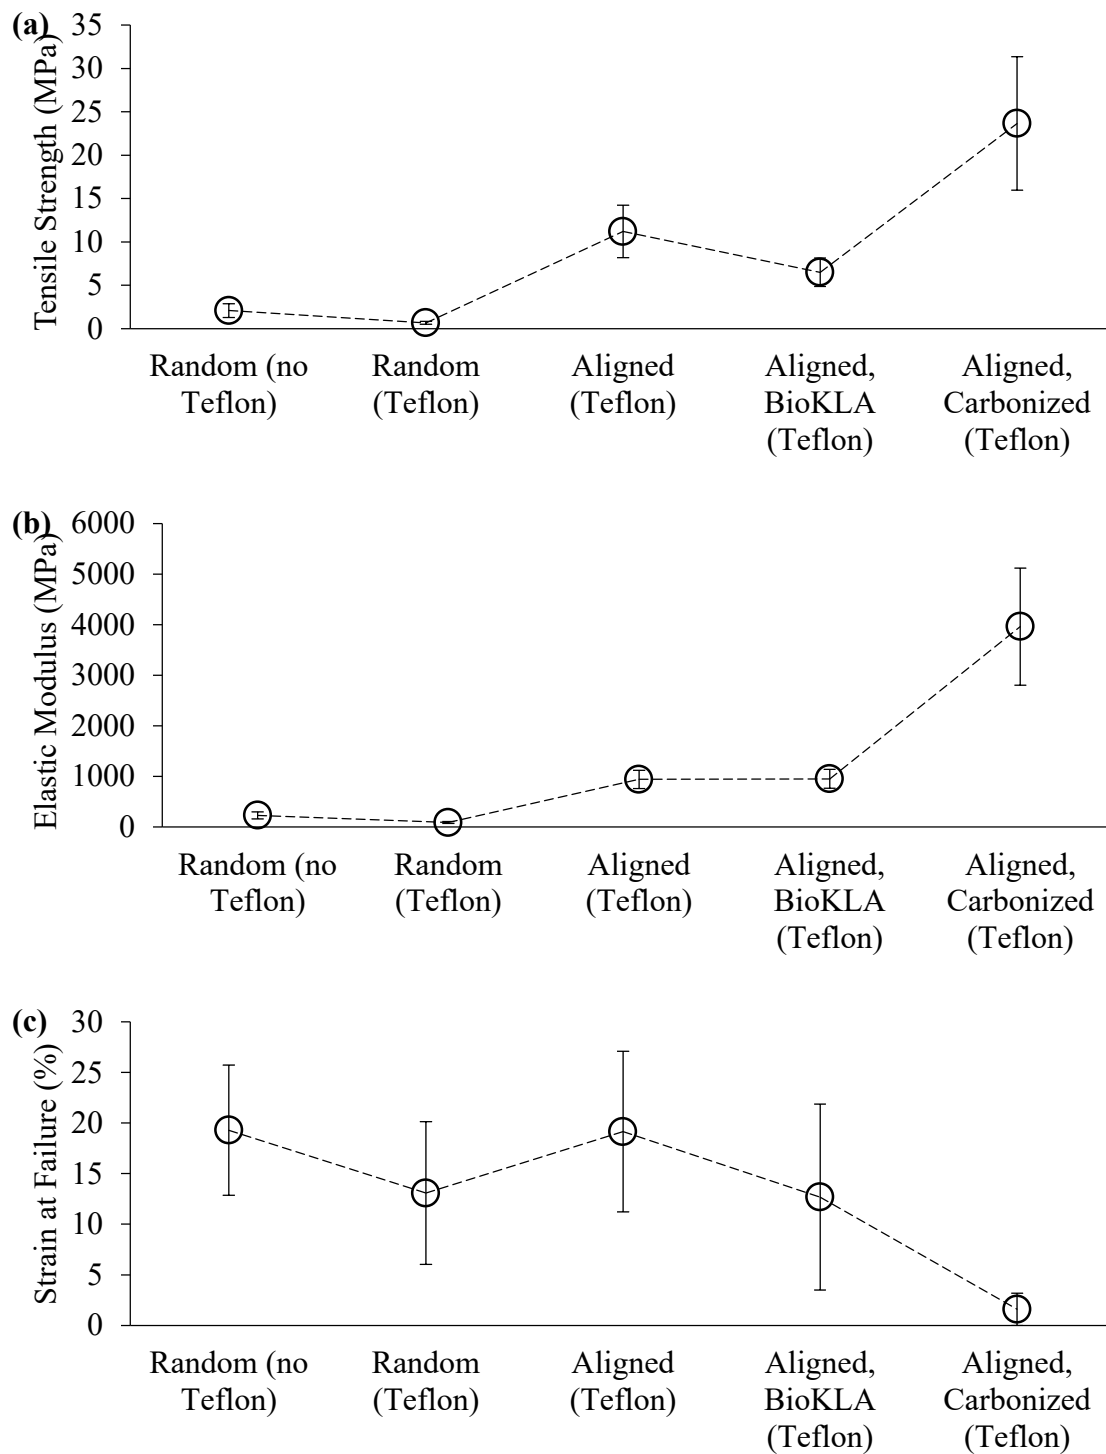 (a)
Tensile Strength (MPa)
35
30
25
20
15
10
5
0
Random (no
Teflon)
Random
(Teflon)
Aligned
(Teflon)
Aligned,
BioKLA
(Teflon)
Aligned,
Carbonized
(Teflon)
(b)
Elastic Modulus (MPa)
6000
5000
4000
3000
2000
1000
0
Random (no
Teflon)
Random
(Teflon)
Aligned
(Teflon)
Aligned,
BioKLA
(Teflon)
Aligned,
Carbonized
(Teflon)
(c)
Strain at Failure (%)
30
25
20
15
10
5
0
Random (no
Teflon)
Random
(Teflon)
Aligned
(Teflon)
Aligned,
BioKLA
(Teflon)
Aligned,
Carbonized
(Teflon)